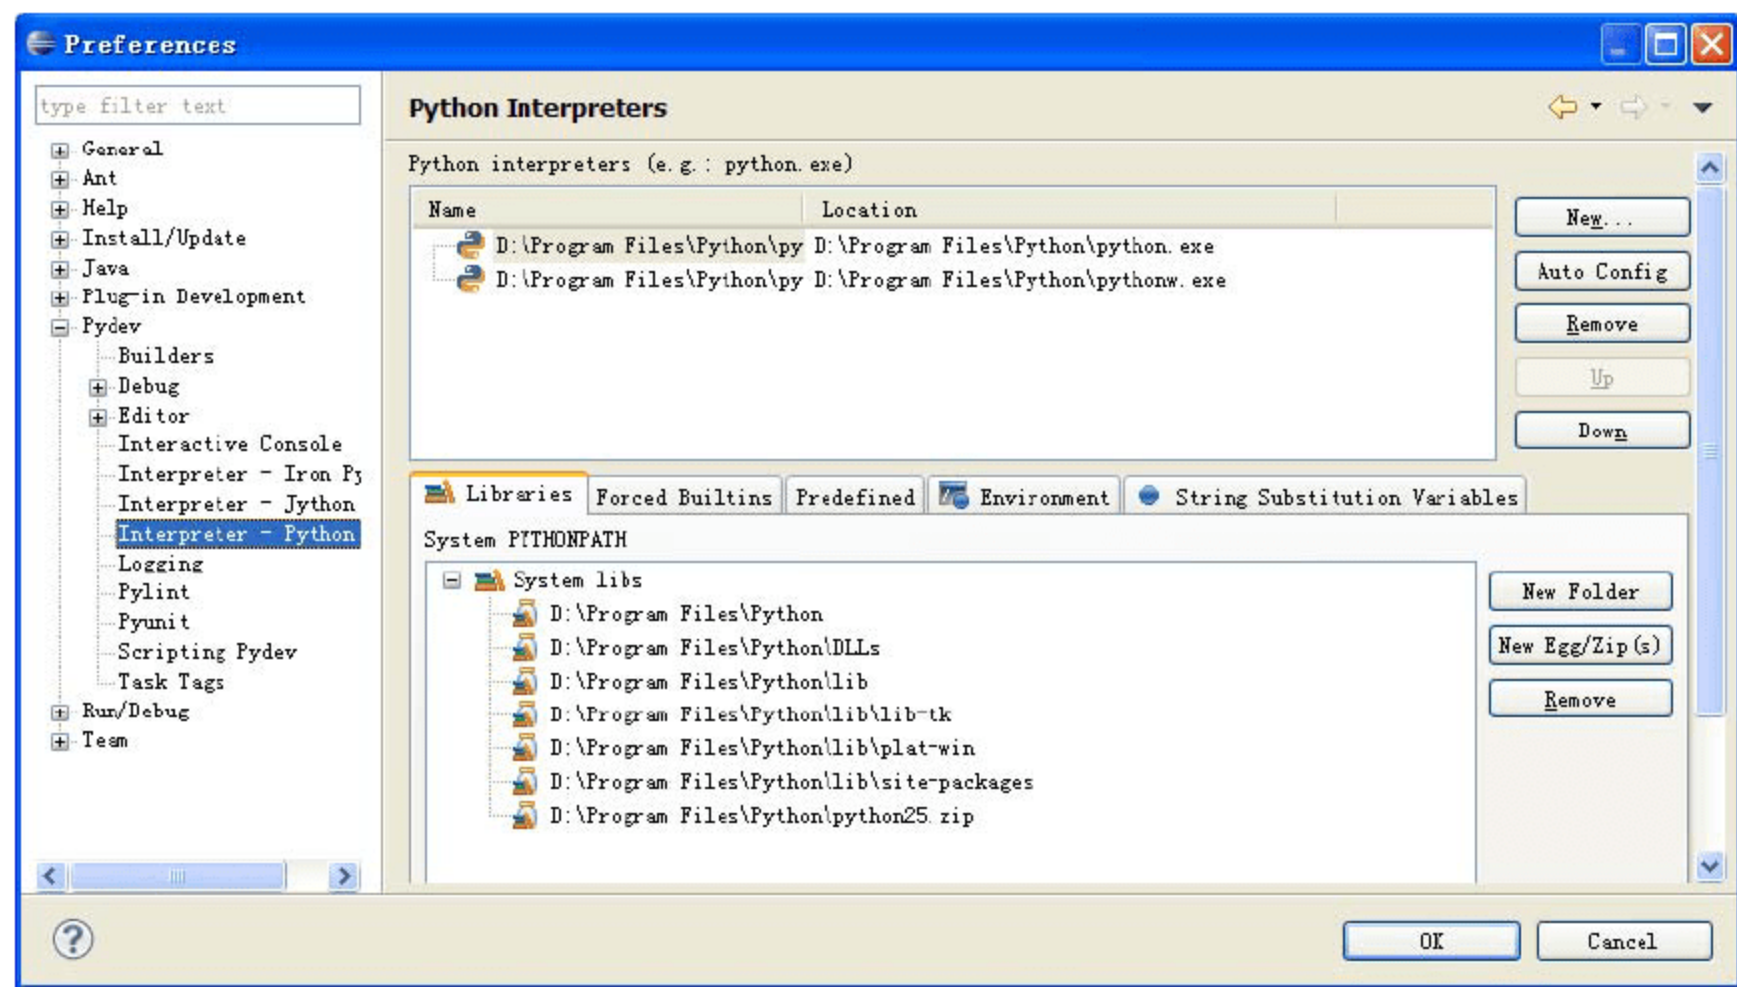 Preferences
type filter text
General
Ant
Help
Install/Update
Java
Plug-in Development
Pydev
Builders
Debug
Editor
Interactive Console
Interpreter - Iron Py
Interpreter - Jython
Interpreter - Python
Logging
Pylint
Pyunit
Scripting Pydev
Task Tags
Run/Debug
Team
Python Interpreters
Python interpreters (e.g.: python.exe)
Name Location
D:\Program Files\Python\py D:\Program Files\Python\python.exe
D:\Program Files\Python\py D:\Program Files\Python\pythonw.exe
New...
Auto Config
Remove
Up
Down
Libraries Forced Builtins Predefined Environment String Substitution Variables
System PYTHONPATH
System libs
D:\Program Files\Python
D:\Program Files\Python\DLLs
D:\Program Files\Python\lib
D:\Program Files\Python\lib\lib-tk
D:\Program Files\Python\lib\plat-win
D:\Program Files\Python\lib\site-packages
D:\Program Files\Python\python25.zip
New Folder
New Egg/Zip(s)
Remove
?
OK Cancel